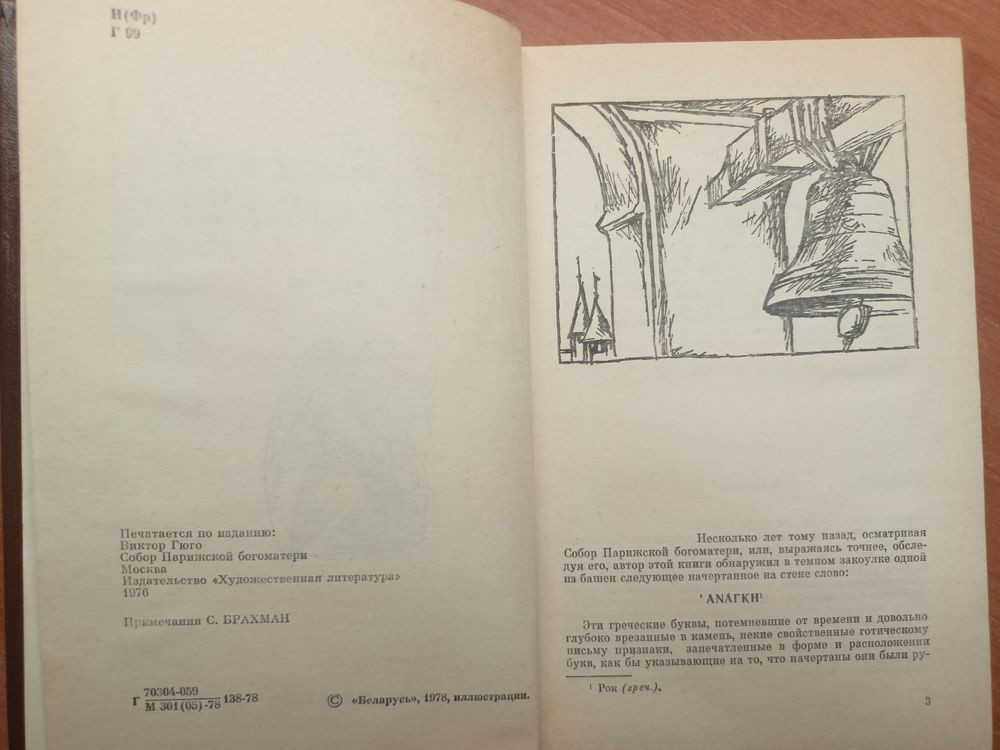 И(Фр)
Г 99
Печатается по изданию:
Виктор Гюго
Собор Парижской богоматери
Москва
Издательство «Художественная литература»
1976
Примечания С. БРАХМАН
Г 70304-059 138-78
М 301(05)-78
© «Беларусь», 1978, иллюстрации.
Несколько лет тому назад, осматривая
Собор Парижской богоматери, или, выражаясь точнее, обсле-
дуя его, автор этой книги обнаружил в темном закоулке одной
из башен следующее начертанное на стене слово:
'ΑΝÁΓΚΗ¹
Эти греческие буквы, потемневшие от времени и довольно
глубоко врезанные в камень, некие свойственные готическому
письму признаки, запечатленные в форме и расположении
букв, как бы указывающие на то, что начертаны они были ру-
¹ Рок (греч.).
3